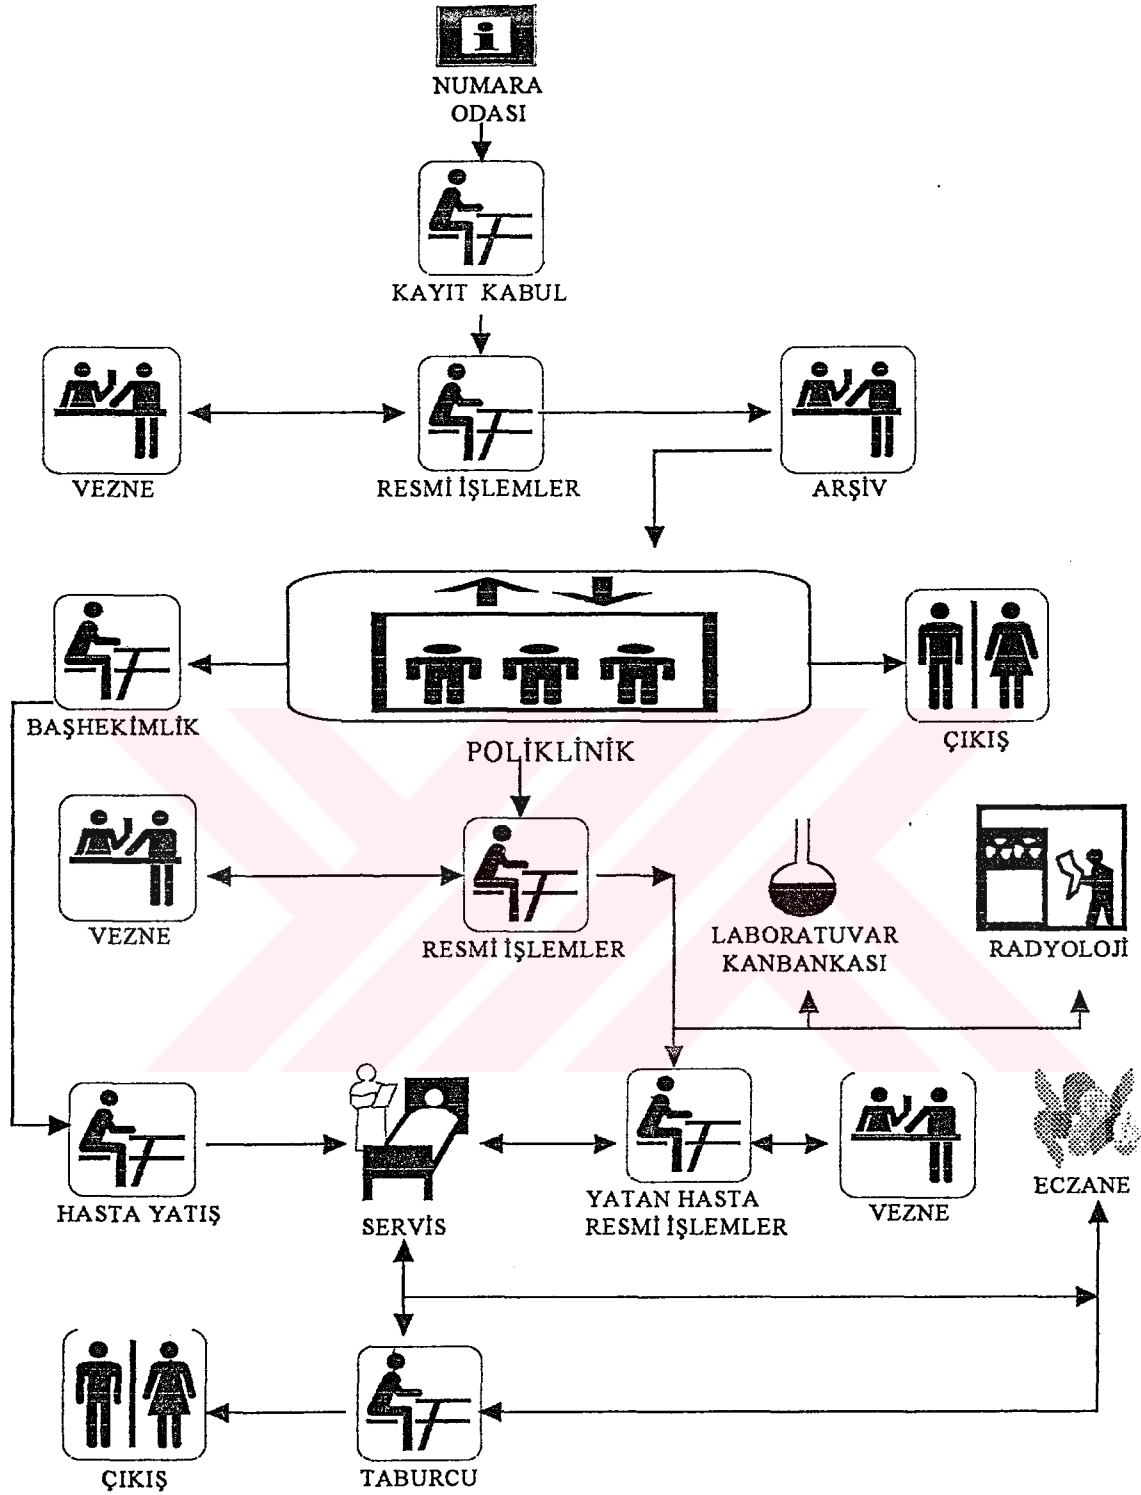 NUMARA
ODASI
KAYIT KABUL
VEZNE
RESMİ İŞLEMLER
ARŞİV
BAŞHEKİMLİK
POLİKLİNİK
ÇIKIŞ
VEZNE
RESMİ İŞLEMLER
LABORATUVAR
KANBANKASI
RADYOLOJİ
HASTA YATIŞ
SERVİS
YATAN HASTA
RESMİ İŞLEMLER
VEZNE
ECZANE
ÇIKIŞ
TABURCU